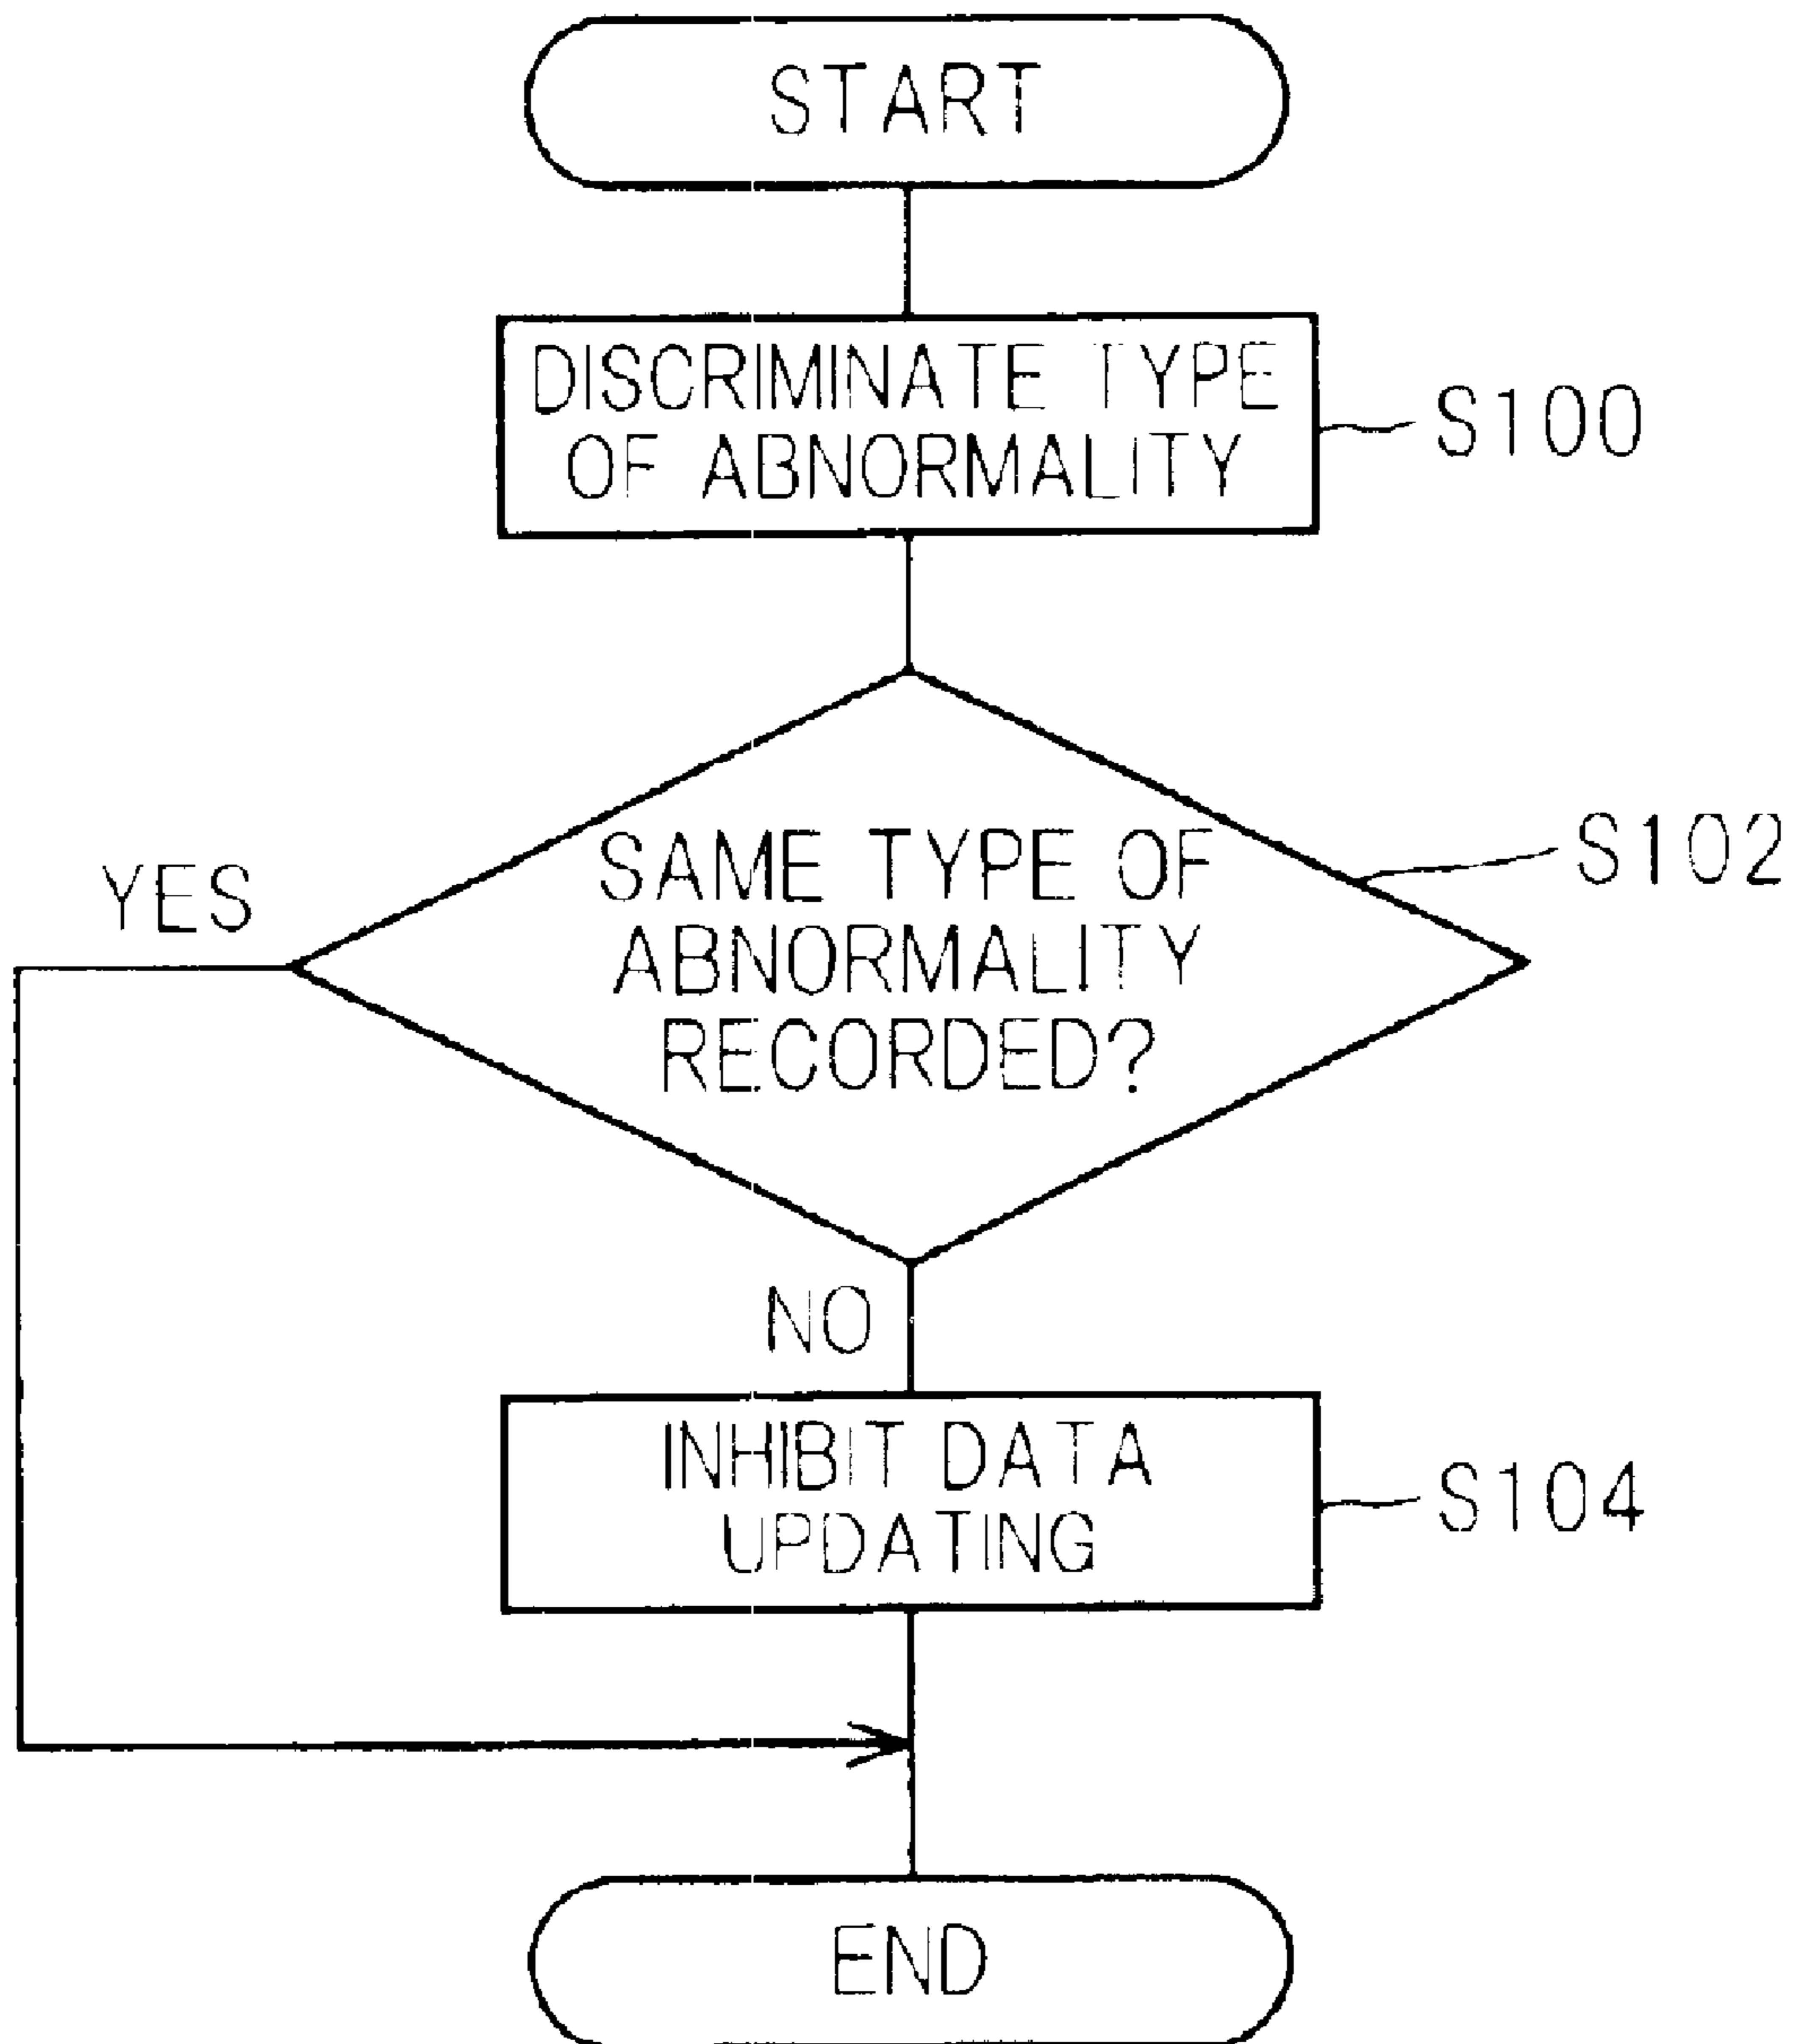 START
DISCRIMINATE TYPE
OF ABNORMALITY
S100
SAME TYPE OF
ABNORMALITY
RECORDED?
S102
YES
NO
INHIBIT DATA
UPDATING
S104
END